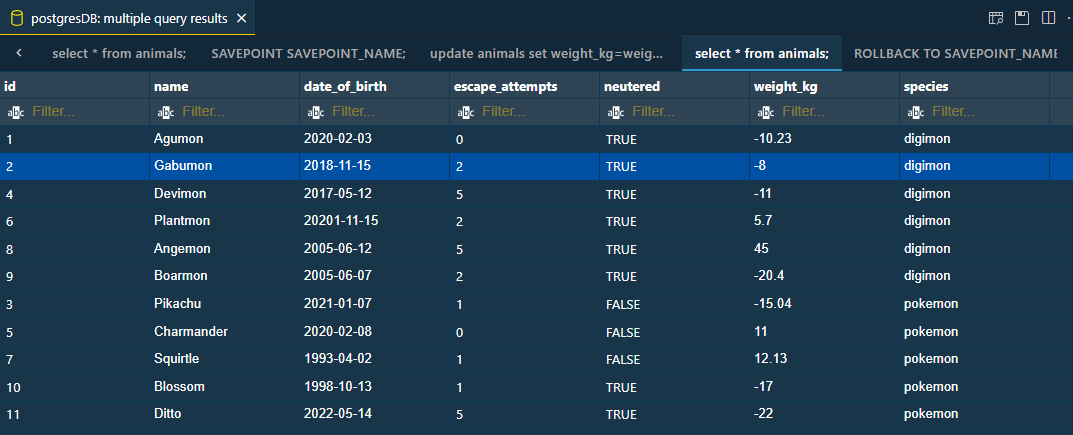 postgresDB: multiple query results
select * from animals; SAVEPOINT SAVEPOINT_NAME; update animals set weight_kg=weig... select * from animals; ROLLBACK TO SAVEPOINT_NAME
id name date_of_birth escape_attempts neutered weight_kg species
abc Filter... abc Filter... abc Filter... abc Filter... abc Filter... abc Filter... abc Filter...
1 Agumon 2020-02-03 0 TRUE -10.23 digimon
2 Gabumon 2018-11-15 2 TRUE -8 digimon
4 Devimon 2017-05-12 5 TRUE -11 digimon
6 Plantmon 20201-11-15 2 TRUE 5.7 digimon
8 Angemon 2005-06-12 5 TRUE 45 digimon
9 Boarmon 2005-06-07 2 TRUE -20.4 digimon
3 Pikachu 2021-01-07 1 FALSE -15.04 pokemon
5 Charmander 2020-02-08 0 FALSE 11 pokemon
7 Squirtle 1993-04-02 1 FALSE 12.13 pokemon
10 Blossom 1998-10-13 1 TRUE -17 pokemon
11 Ditto 2022-05-14 5 TRUE -22 pokemon